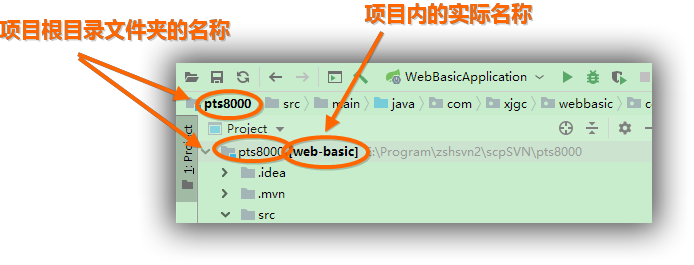 项目根目录文件夹的名称
项目内的实际名称
WebBasicApplication
pts8000 src main java com xjgc webbasic c
1: Project
Project
pts8000 [web-basic] E:\Program\zshsvn2\scpSVN\pts8000
.idea
.mvn
src